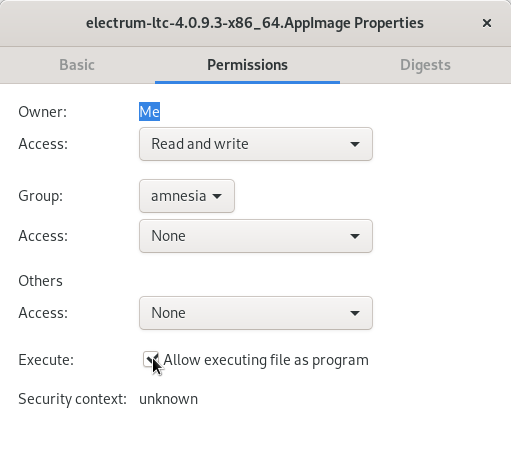 electrum-ltc-4.0.9.3-x86_64.AppImage Properties
Basic Permissions Digests
Owner: Me
Access: Read and write
Group: amnesia
Access: None
Others
Access: None
Execute: Allow executing file as program
Security context: unknown